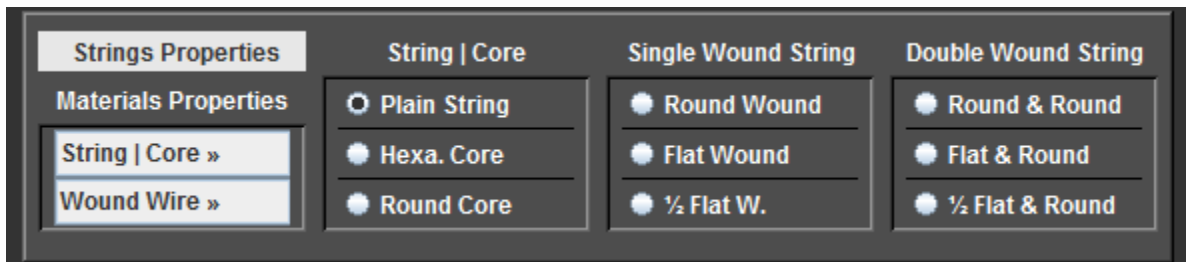 Strings Properties
Materials Properties
String | Core »
Wound Wire »
String | Core
Plain String
Hexa. Core
Round Core
Single Wound String
Round Wound
Flat Wound
½ Flat W.
Double Wound String
Round & Round
Flat & Round
½ Flat & Round